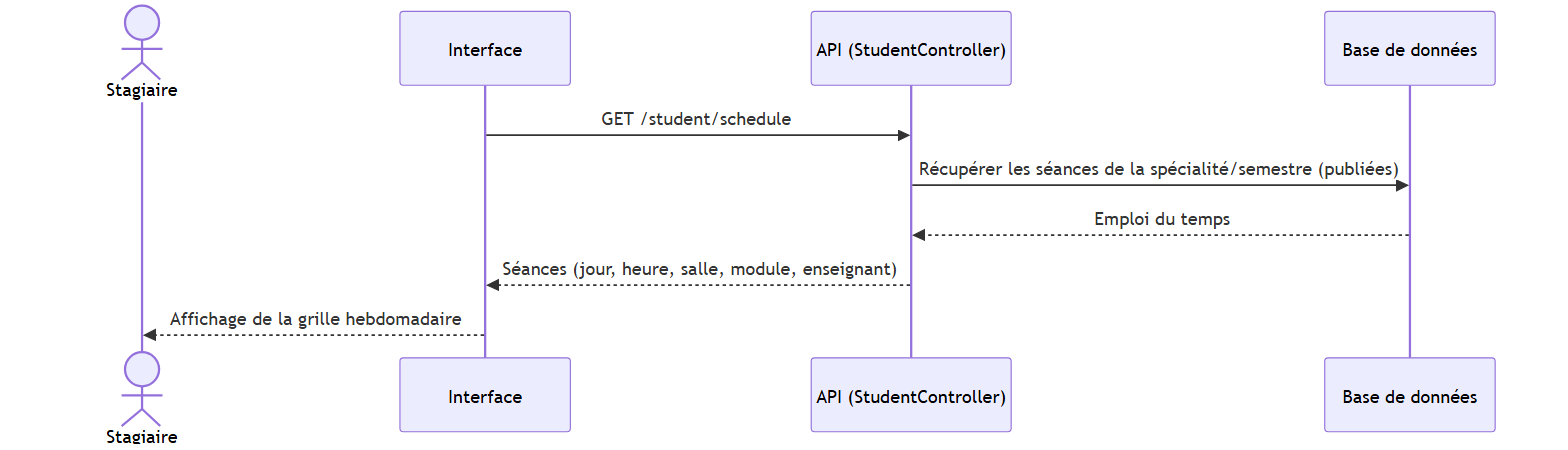 Stagiaire
Interface
API (StudentController)
Base de données
GET /student/schedule
Récupérer les séances de la spécialité/semestre (publiées)
Emploi du temps
Séances (jour, heure, salle, module, enseignant)
Affichage de la grille hebdomadaire
Stagiaire
Interface
API (StudentController)
Base de données